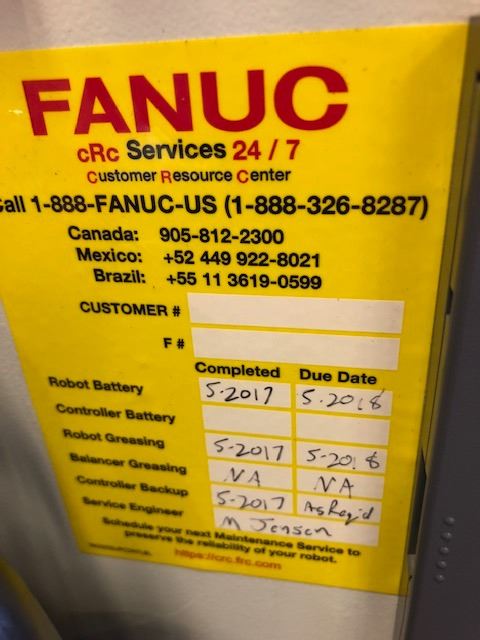 FANUC
cRc Services 24 / 7
Customer Resource Center
Call 1-888-FANUC-US (1-888-326-8287)
Canada: 905-812-2300
Mexico: +52 449 922-8021
Brazil: +55 11 3619-0599
CUSTOMER #
F #
Completed Due Date
Robot Battery 5-2017 5-2018
Controller Battery
Robot Greasing 5-2017 5-2018
Balancer Greasing NA NA
Controller Backup 5-2017 As Req'd
Service Engineer M Jensen
Schedule your next Maintenance Service to
preserve the reliability of your robot.
https://crc.frc.com